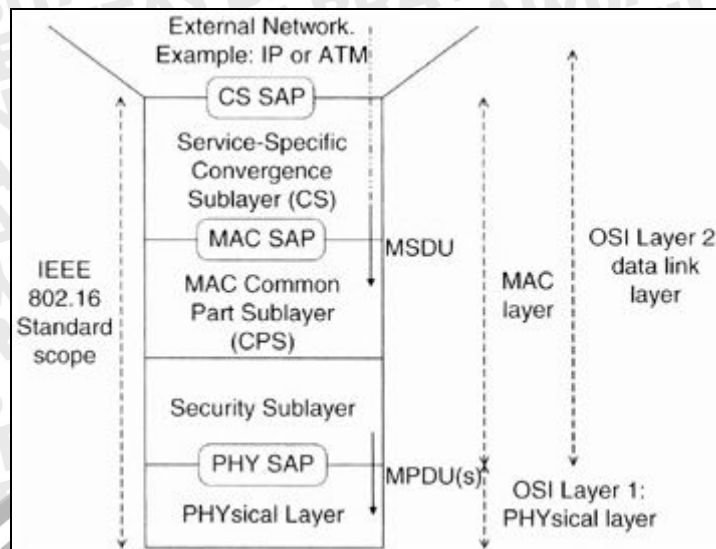 External Network.
Example: IP or ATM
CS SAP
Service-Specific
Convergence
Sublayer (CS)
MAC SAP
MSDU
MAC Common
Part Sublayer
(CPS)
Security Sublayer
PHY SAP
MPDU(s)
PHYsical Layer
IEEE
802.16
Standard
scope
MAC
layer
OSI Layer 2
data link
layer
OSI Layer 1:
PHYsical layer